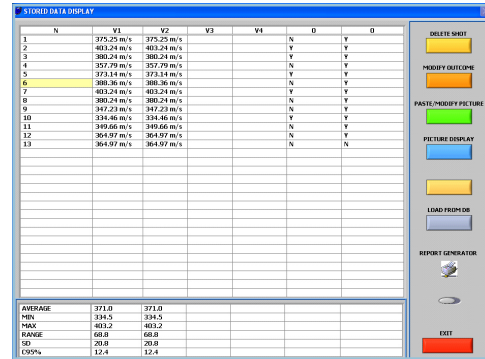 STORED DATA DISPLAY
N V1 V2 V3 V4 0 0
1 375.25 m/s 375.25 m/s N Y
2 403.24 m/s 403.24 m/s Y Y
3 380.24 m/s 380.24 m/s Y Y
4 357.79 m/s 357.79 m/s N Y
5 373.14 m/s 373.14 m/s Y Y
6 388.36 m/s 388.36 m/s N Y
7 403.24 m/s 403.24 m/s Y Y
8 380.24 m/s 380.24 m/s Y Y
9 347.23 m/s 347.23 m/s N Y
10 334.46 m/s 334.46 m/s Y Y
11 349.66 m/s 349.66 m/s N Y
12 364.97 m/s 364.97 m/s Y Y
13 364.97 m/s 364.97 m/s N N
AVERAGE 371.0 371.0
MIN 334.5 334.5
MAX 403.2 403.2
RANGE 68.8 68.8
SD 20.8 20.8
C95% 12.4 12.4
DELETE SHOT
MODIFY OUTCOME
PASTE/MODIFY PICTURE
PICTURE DISPLAY
LOAD FROM DB
REPORT GENERATOR
EXIT